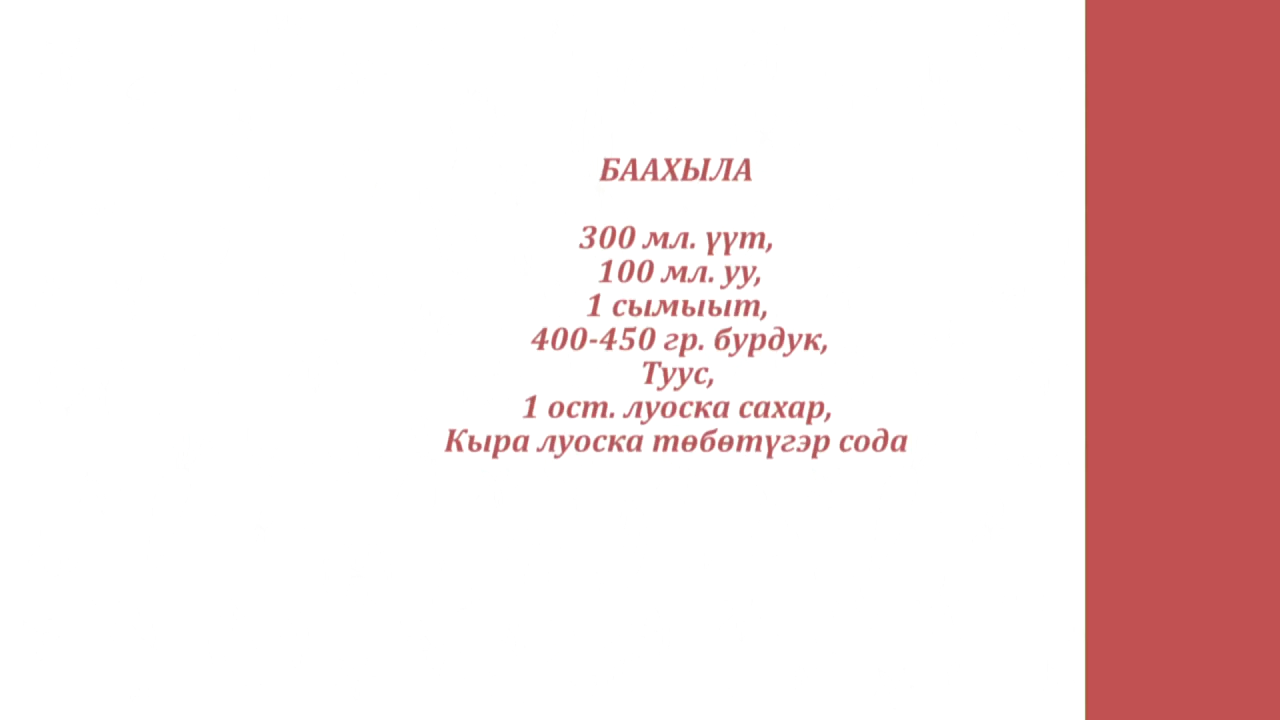 БААХЫЛА
300 мл. үүт,
100 мл. уу,
1 сымыыт,
400-450 гр. бурдук,
Туус,
1 ост. луоска сахар,
Кыра луоска төбөтүгэр сода